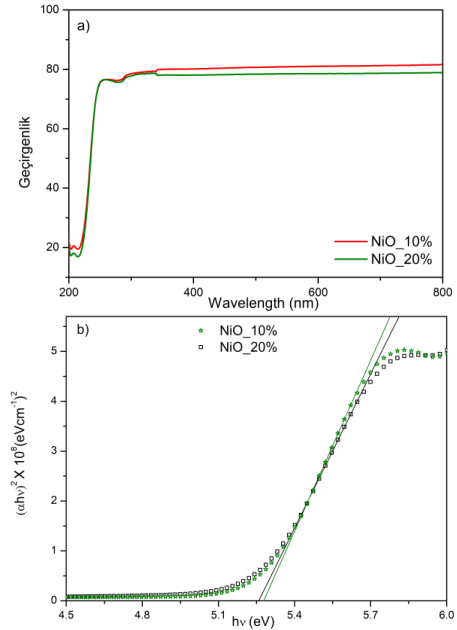 a)
100
80
60
40
20
Geçirgenlik
NiO_10%
NiO_20%
200
400
600
800
Wavelength (nm)
b)
NiO_10%
NiO_20%
5
4
3
2
1
0
(αhν)² X 10⁸(eVcm⁻¹)²
4.5
4.8
5.1
5.4
5.7
6.0
hν (eV)